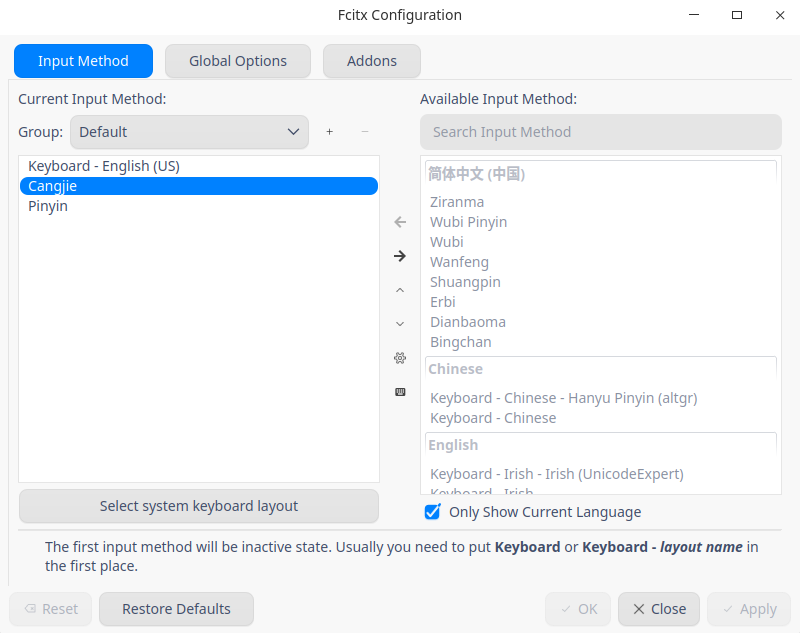 Fcitx Configuration
Input Method
Global Options
Addons
Current Input Method:
Group:
Default
Keyboard - English (US)
Cangjie
Pinyin
Select system keyboard layout
Available Input Method:
Search Input Method
简体中文 (中国)
Ziranma
Wubi Pinyin
Wubi
Wanfeng
Shuangpin
Erbi
Dianbaoma
Bingchan
Chinese
Keyboard - Chinese - Hanyu Pinyin (altgr)
Keyboard - Chinese
English
Keyboard - Irish - Irish (UnicodeExpert)
Keyboard - Irish
Only Show Current Language
The first input method will be inactive state. Usually you need to put Keyboard or Keyboard - layout name in
the first place.
Reset
Restore Defaults
OK
Close
Apply